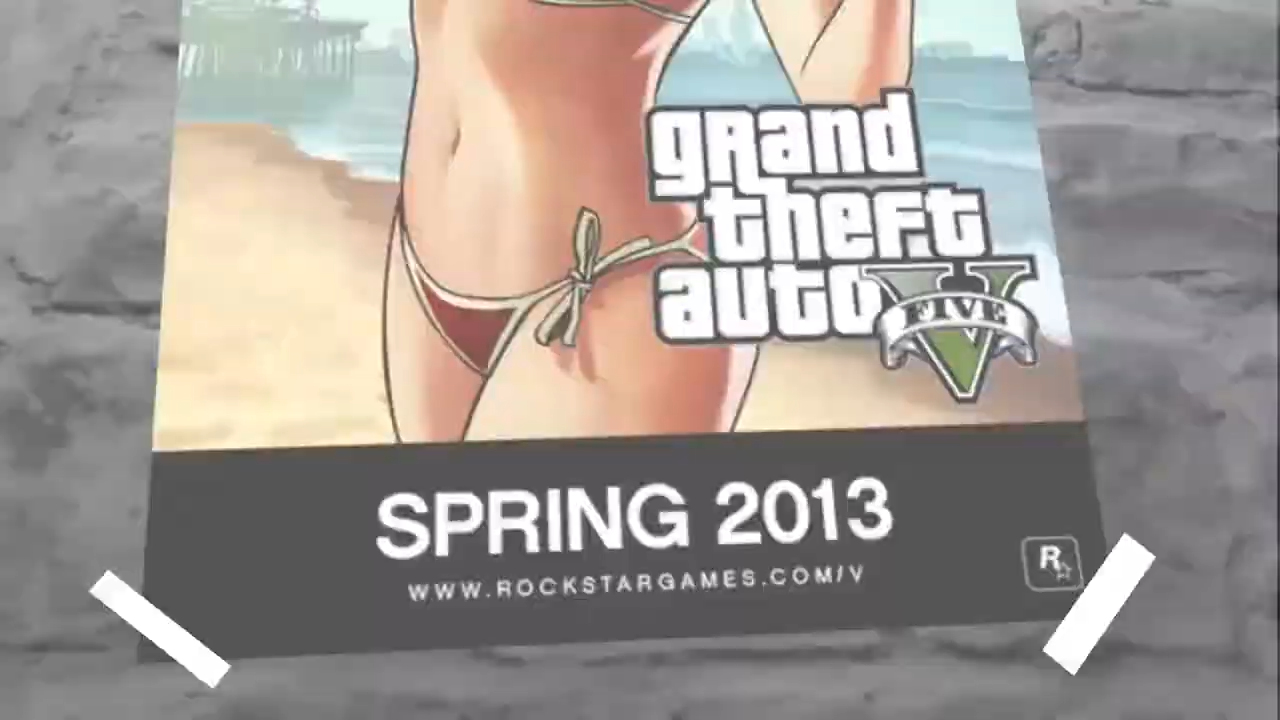 grand
theft
auto V
FIVE
SPRING 2013
WWW.ROCKSTARGAMES.COM/V
R